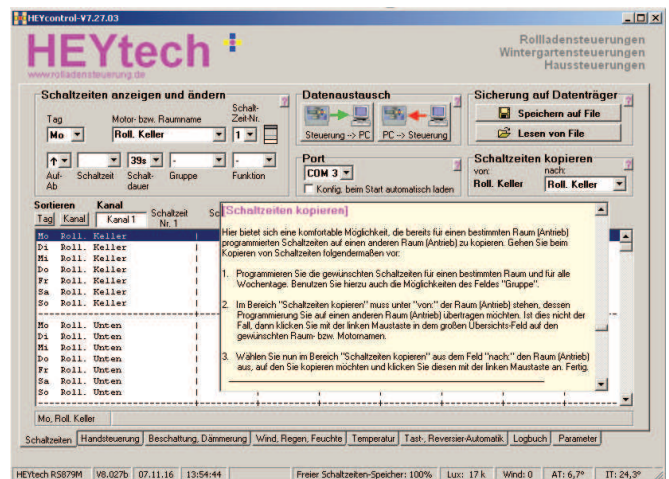 HEYcontrol-V7.27.03
HEYtech
www.rolladensteuerung.de
Rollladensteuerungen
Wintergartensteuerungen
Haussteuerungen
Schaltzeiten anzeigen und ändern
Tag
Motor- bzw. Raumname
Schalt-
Zeit-Nr.
Mo
Roll. Keller
1
39s
-
-
Auf-
Ab
Schaltzeit
Schalt-
dauer
Gruppe
Funktion
Datenaustausch
Steuerung --> PC
PC --> Steuerung
Port
COM 3
Konfig. beim Start automatisch laden
Sicherung auf Datenträger
Speichern auf File
Lesen von File
Schaltzeiten kopieren
von:
nach:
Roll. Keller
Roll. Keller
Sortieren
Kanal
Tag
Kanal
Kanal 1
Schaltzeit
Nr. 1
Mo Roll. Keller
Di Roll. Keller
Mi Roll. Keller
Do Roll. Keller
Fr Roll. Keller
Sa Roll. Keller
So Roll. Keller
Mo Roll. Unten
Di Roll. Unten
Mi Roll. Unten
Do Roll. Unten
Fr Roll. Unten
Sa Roll. Unten
So Roll. Unten
[Schaltzeiten kopieren]
Hier bietet sich eine komfortable Möglichkeit, die bereits für einen bestimmten Raum (Antrieb)
programmierten Schaltzeiten auf einen anderen Raum (Antrieb) zu kopieren. Gehen Sie beim
Kopieren von Schaltzeiten folgendermaßen vor:
1. Programmieren Sie die gewünschten Schaltzeiten für einen bestimmten Raum und für alle
Wochentage. Benutzen Sie hierzu auch die Möglichkeiten des Feldes "Gruppe".
2. Im Bereich "Schaltzeiten kopieren" muss unter "von:" der Raum (Antrieb) stehen, dessen
Programmierung Sie auf einen anderen Raum (Antrieb) übertragen möchten. Ist dies nicht der
Fall, dann klicken Sie mit der linken Maustaste in dem großen Übersichts-Feld auf den
gewünschten Raum- bzw. Motornamen.
3. Wählen Sie nun im Bereich "Schaltzeiten kopieren" aus dem Feld "nach:" den Raum (Antrieb)
aus, auf den Sie kopieren möchten und klicken Sie diesen mit der linken Maustaste an. Fertig.
Mo, Roll. Keller
Schaltzeiten
Handsteuerung
Beschattung, Dämmerung
Wind, Regen, Feuchte
Temperatur
Tast-, Reversier-Automatik
Logbuch
Parameter
HEYtech RS879M
V8.027b
07.11.16
13:54:44
Freier Schaltzeiten-Speicher: 100%
Lux: 17 k
Wind: 0
AT: 6,7°
IT: 24,3°